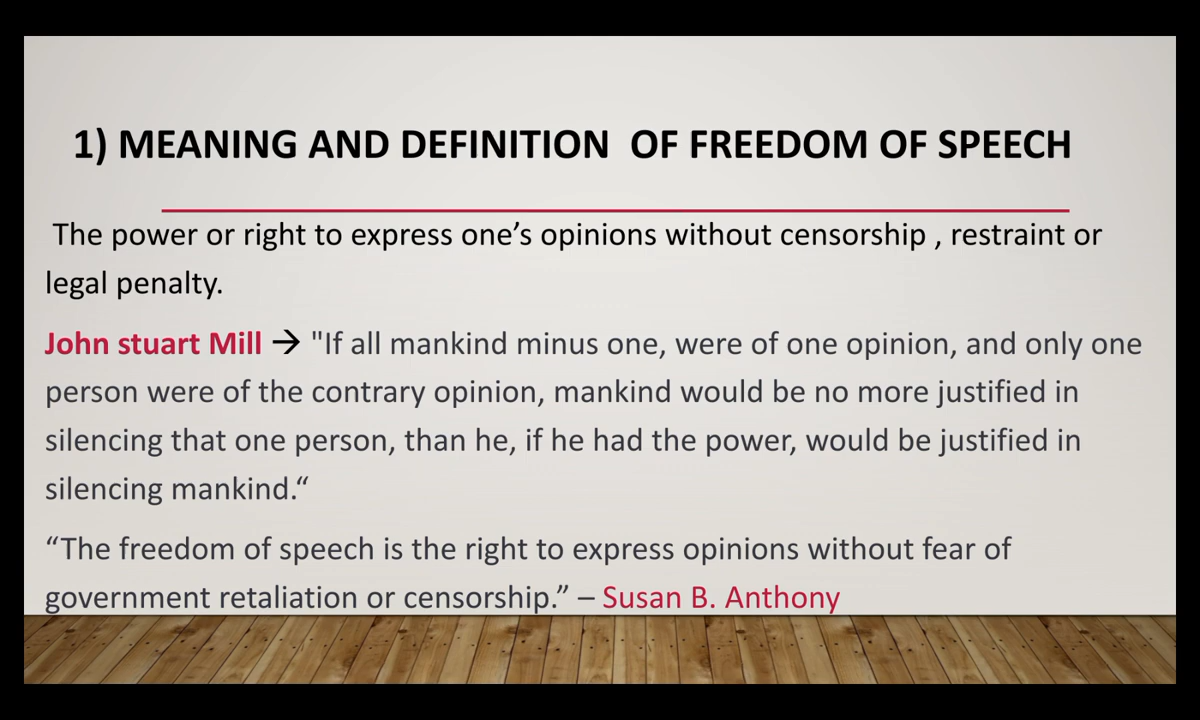 1) MEANING AND DEFINITION  OF FREEDOM OF SPEECH
The power or right to express one’s opinions without censorship , restraint or
legal penalty.
John stuart Mill → "If all mankind minus one, were of one opinion, and only one
person were of the contrary opinion, mankind would be no more justified in
silencing that one person, than he, if he had the power, would be justified in
silencing mankind.“
“The freedom of speech is the right to express opinions without fear of
government retaliation or censorship.” – Susan B. Anthony